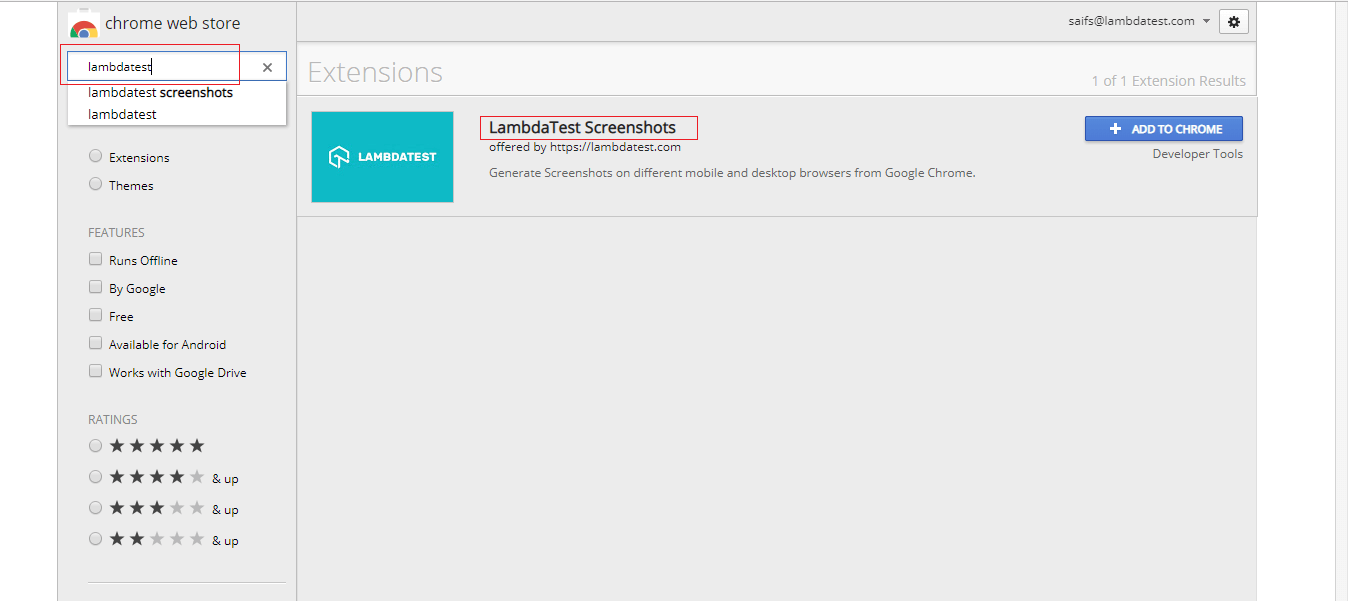 chrome web store
saifs@lambdatest.com
lambdatest
lambdatest screenshots
lambdatest
Extensions
Themes
FEATURES
Runs Offline
By Google
Free
Available for Android
Works with Google Drive
RATINGS
& up
& up
& up
Extensions
1 of 1 Extension Results
LAMBDATEST
LambdaTest Screenshots
offered by https://lambdatest.com
Generate Screenshots on different mobile and desktop browsers from Google Chrome.
ADD TO CHROME
Developer Tools